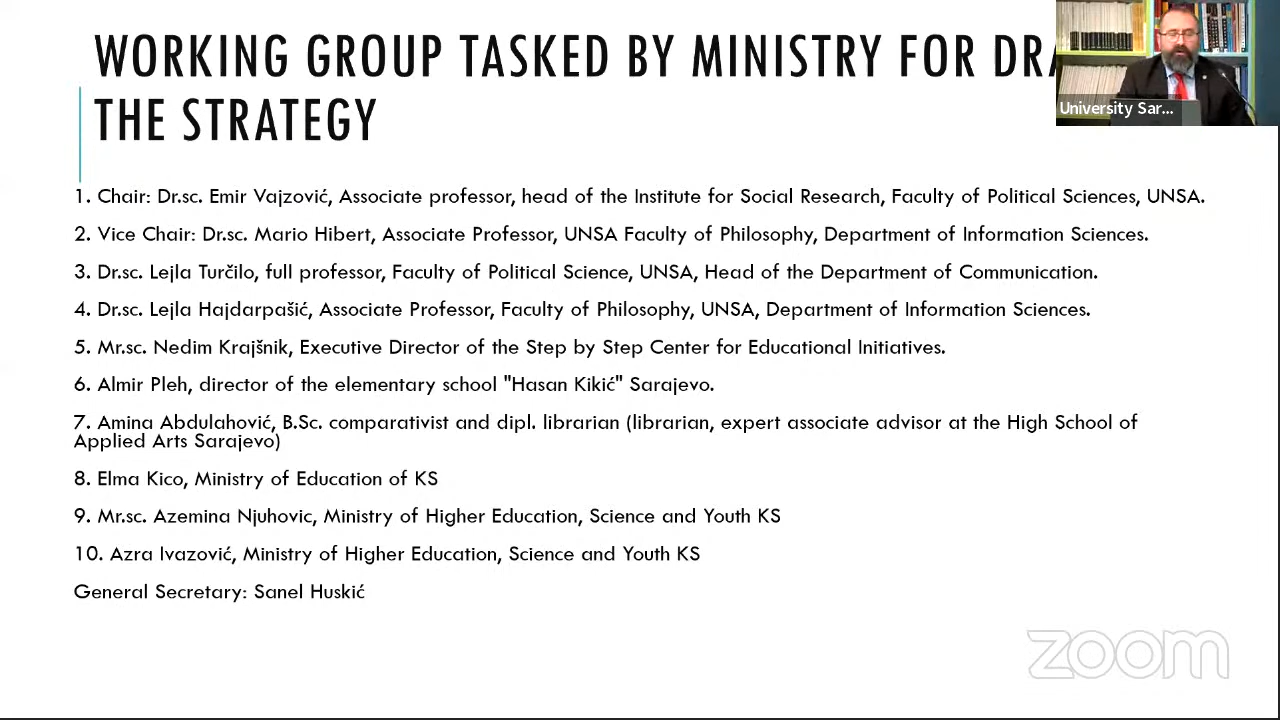 WORKING GROUP TASKED BY MINISTRY FOR
THE STRATEGY
University Sar...
1. Chair: Dr.sc. Emir Vajzović, Associate professor, head of the Institute for Social Research, Faculty of Political Sciences, UNSA.
2. Vice Chair: Dr.sc. Mario Hibert, Associate Professor, UNSA Faculty of Philosophy, Department of Information Sciences.
3. Dr.sc. Lejla Turčilo, full professor, Faculty of Political Science, UNSA, Head of the Department of Communication.
4. Dr.sc. Lejla Hajdarpašić, Associate Professor, Faculty of Philosophy, UNSA, Department of Information Sciences.
5. Mr.sc. Nedim Krajšnik, Executive Director of the Step by Step Center for Educational Initiatives.
6. Almir Pleh, director of the elementary school "Hasan Kikić" Sarajevo.
7. Amina Abdulahović, B.Sc. comparativist and dipl. librarian (librarian, expert associate advisor at the High School of
Applied Arts Sarajevo)
8. Elma Kico, Ministry of Education of KS
9. Mr.sc. Azemina Njuhovic, Ministry of Higher Education, Science and Youth KS
10. Azra Ivazović, Ministry of Higher Education, Science and Youth KS
General Secretary: Sanel Huskić
zoom